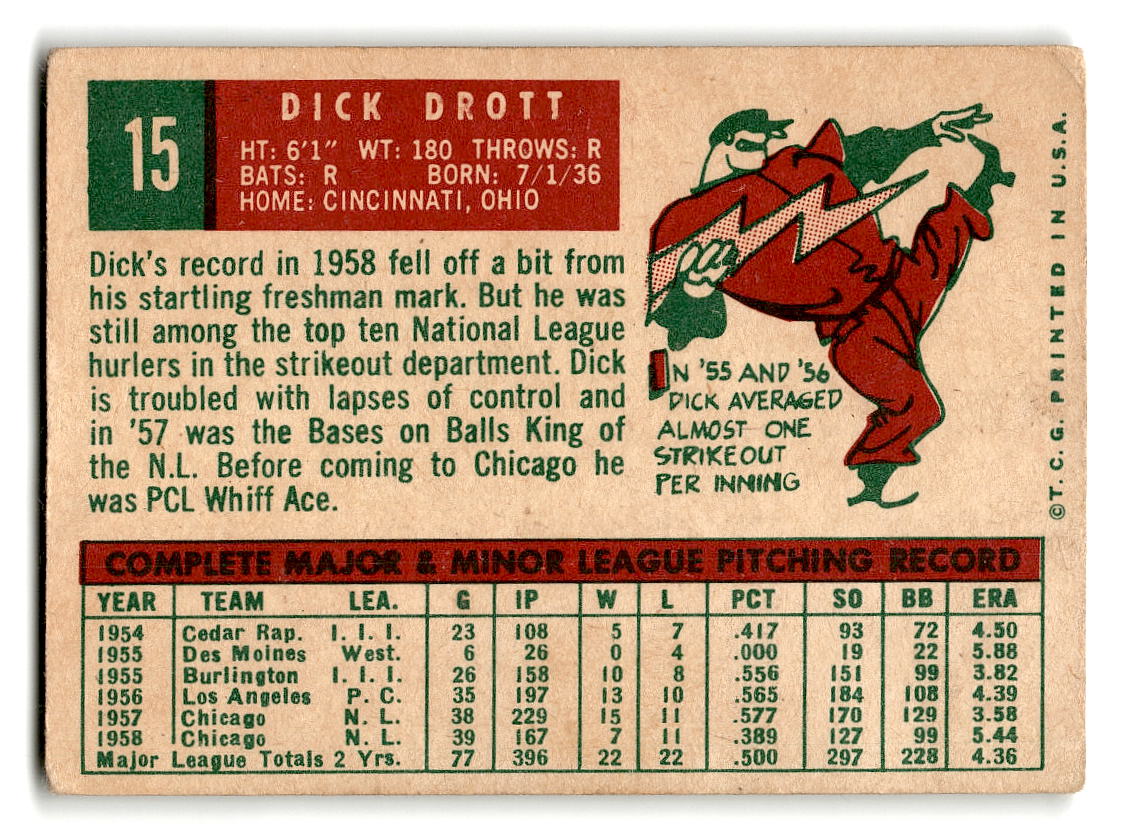 15
DICK DROTT
HT: 6'1" WT: 180 THROWS: R
BATS: R BORN: 7/1/36
HOME: CINCINNATI, OHIO
Dick's record in 1958 fell off a bit from
his startling freshman mark. But he was
still among the top ten National League
hurlers in the strikeout department. Dick
is troubled with lapses of control and
in '57 was the Bases on Balls King of
the N.L. Before coming to Chicago he
was PCL Whiff Ace.
IN '55 AND '56
DICK AVERAGED
ALMOST ONE
STRIKEOUT
PER INNING
©T. C. G. PRINTED IN U.S.A.
COMPLETE MAJOR & MINOR LEAGUE PITCHING RECORD
YEAR TEAM LEA. G IP W L PCT SO BB ERA
1954 Cedar Rap. I. I. I. 23 108 5 7 .417 93 72 4.50
1955 Des Moines West. 6 26 0 4 .000 19 22 5.88
1955 Burlington I. I. I. 26 158 10 8 .556 151 99 3.82
1956 Los Angeles P. C. 35 197 13 10 .565 184 108 4.39
1957 Chicago N. L. 38 229 15 11 .577 170 129 3.58
1958 Chicago N. L. 39 167 7 11 .389 127 99 5.44
Major League Totals 2 Yrs. 77 396 22 22 .500 297 228 4.36